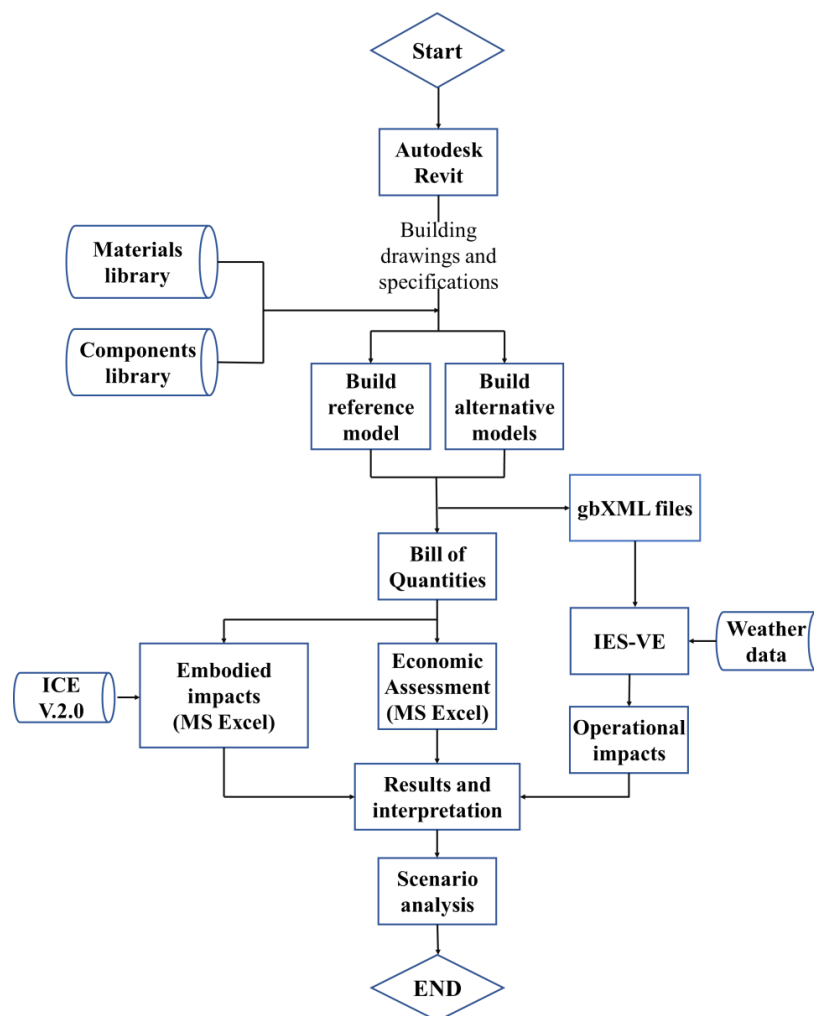 Start
Autodesk
Revit
Building
drawings and
specifications
Materials
library
Components
library
Build
reference
model
Build
alternative
models
gbXML files
Bill of
Quantities
IES-VE
Weather
data
ICE
V.2.0
Embodied
impacts
(MS Excel)
Economic
Assessment
(MS Excel)
Operational
impacts
Results and
interpretation
Scenario
analysis
END